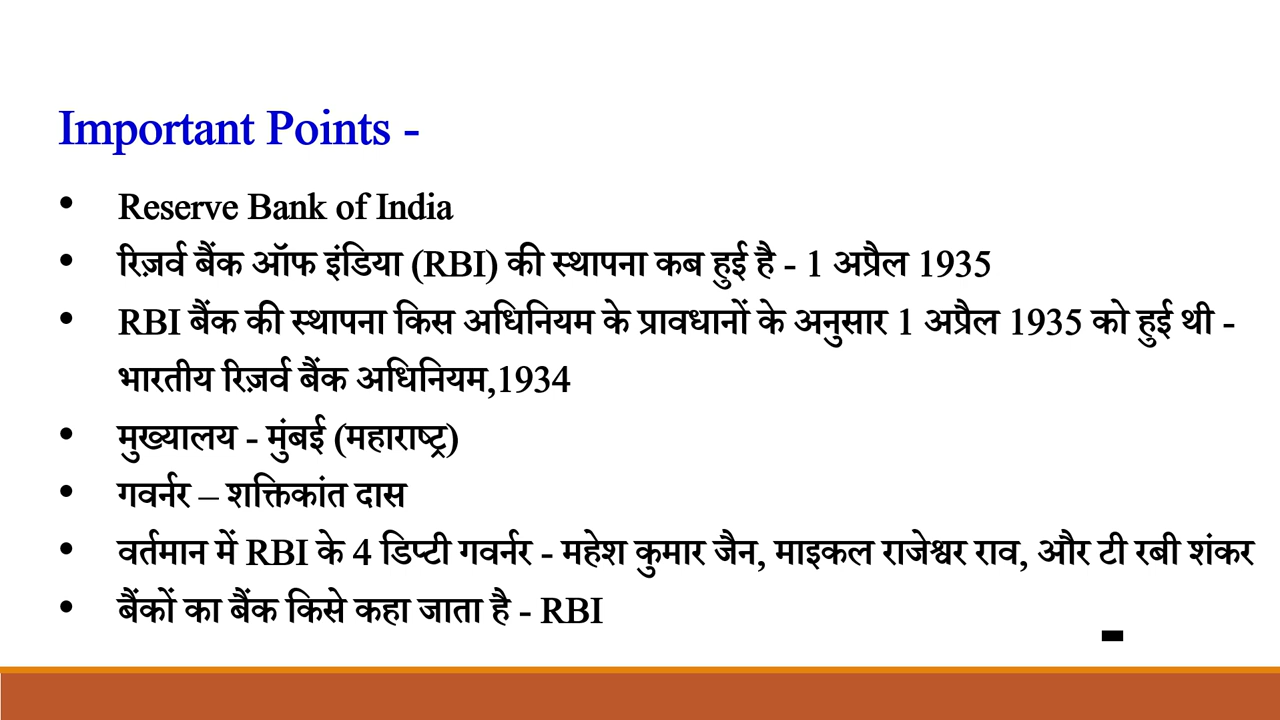 Important Points -
• Reserve Bank of India
• रिज़र्व बैंक ऑफ इंडिया (RBI) की स्थापना कब हुई है - 1 अप्रैल 1935
• RBI बैंक की स्थापना किस अधिनियम के प्रावधानों के अनुसार 1 अप्रैल 1935 को हुई थी -
भारतीय रिज़र्व बैंक अधिनियम,1934
• मुख्यालय - मुंबई (महाराष्ट्र)
• गवर्नर – शक्तिकांत दास
• वर्तमान में RBI के 4 डिप्टी गवर्नर - महेश कुमार जैन, माइकल राजेश्वर राव, और टी रबी शंकर
• बैंकों का बैंक किसे कहा जाता है - RBI